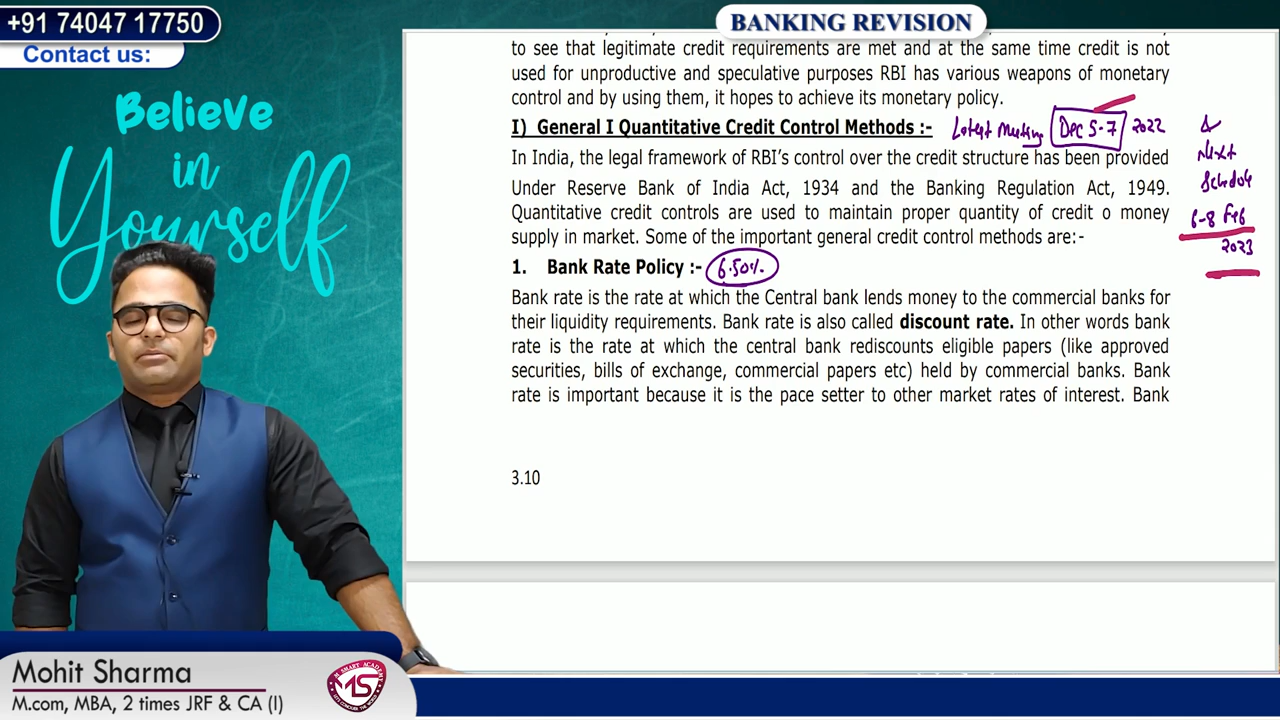 +91 74047 17750
Contact us:
BANKING REVISION
Believe
in
Yourself
to see that legitimate credit requirements are met and at the same time credit is not
used for unproductive and speculative purposes RBI has various weapons of monetary
control and by using them, it hopes to achieve its monetary policy.
I) General I Quantitative Credit Control Methods :- Latest Meeting Dec 5-7 2022
&
Next
Schedule
6-8 Feb
2023
In India, the legal framework of RBI's control over the credit structure has been provided
Under Reserve Bank of India Act, 1934 and the Banking Regulation Act, 1949.
Quantitative credit controls are used to maintain proper quantity of credit o money
supply in market. Some of the important general credit control methods are:-
1. Bank Rate Policy :- 6.50%
Bank rate is the rate at which the Central bank lends money to the commercial banks for
their liquidity requirements. Bank rate is also called discount rate. In other words bank
rate is the rate at which the central bank rediscounts eligible papers (like approved
securities, bills of exchange, commercial papers etc) held by commercial banks. Bank
rate is important because it is the pace setter to other market rates of interest. Bank
3.10
Mohit Sharma
M.com, MBA, 2 times JRF & CA (I)
MS